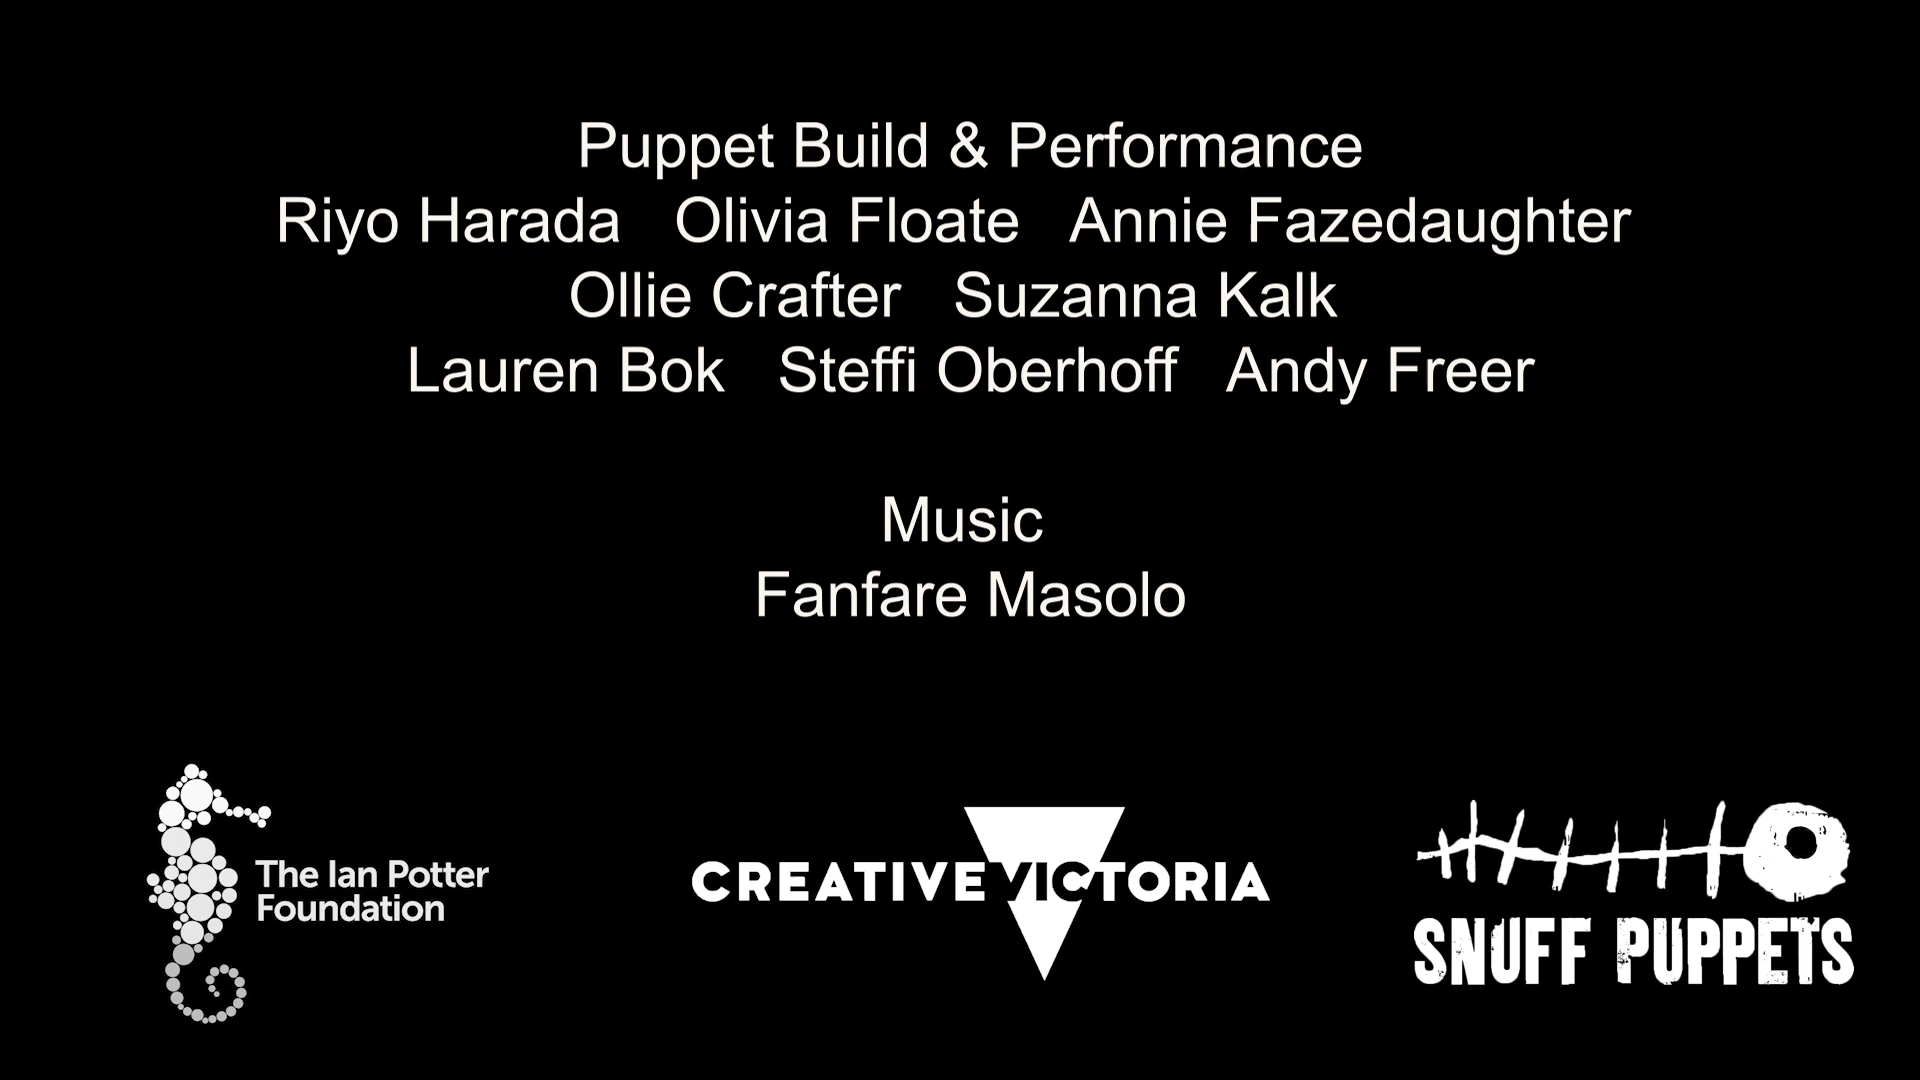 Puppet Build & Performance
Riyo Harada Olivia Floate Annie Fazedaughter
Ollie Crafter Suzanna Kalk
Lauren Bok Steffi Oberhoff Andy Freer
Music
Fanfare Masolo
The Ian Potter
Foundation
CREATIVE VICTORIA
SNUFF PUPPETS